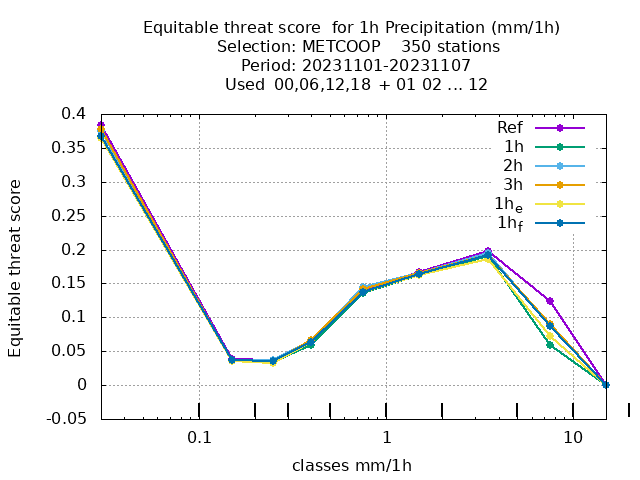 Equitable threat score  for 1h Precipitation (mm/1h)
Selection: METCOOP    350 stations
Period: 20231101-20231107
Used  00,06,12,18 + 01 02 ... 12
Equitable threat score
0.4
0.35
0.3
0.25
0.2
0.15
0.1
0.05
0
-0.05
Ref
1h
2h
3h
1he
1hf
0.1
1
10
classes mm/1h